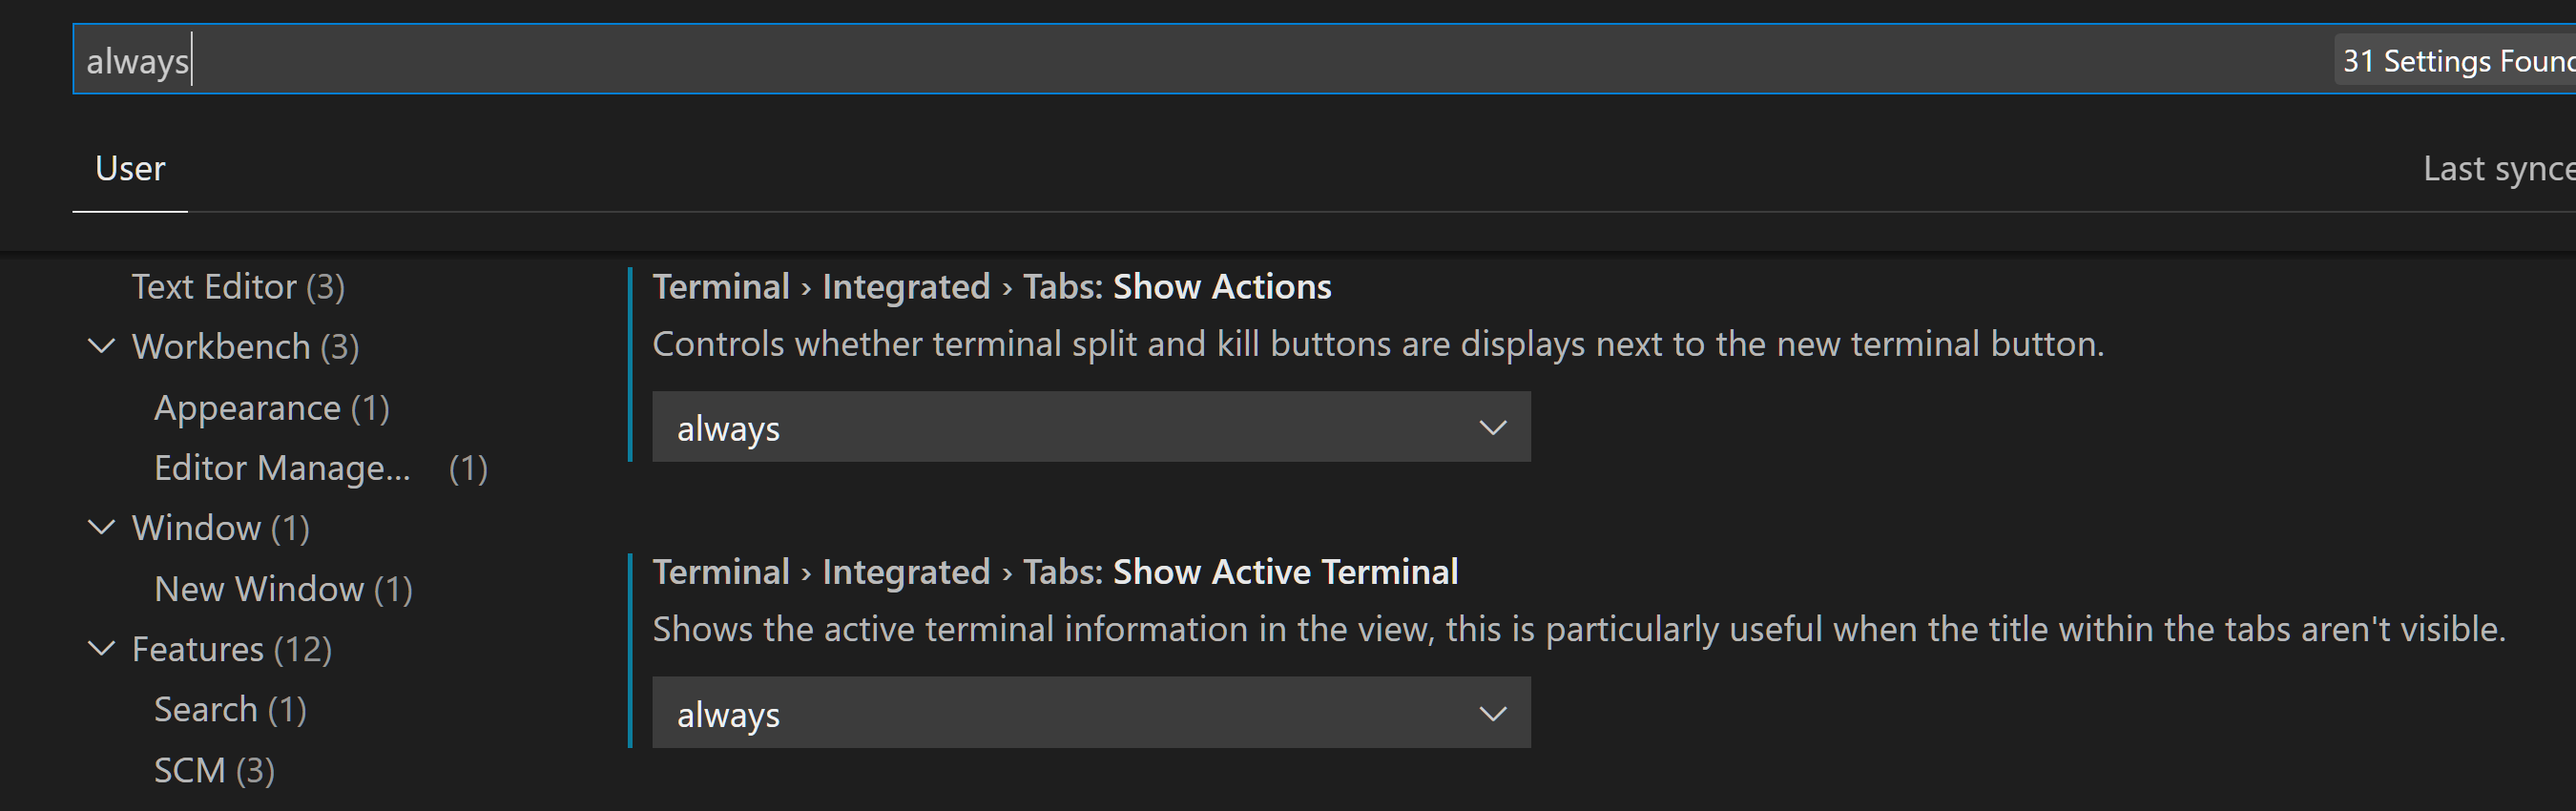 always
31 Settings Found
User
Last synce
Text Editor (3)
Workbench (3)
Appearance (1)
Editor Manage... (1)
Window (1)
New Window (1)
Features (12)
Search (1)
SCM (3)
Terminal › Integrated › Tabs: Show Actions
Controls whether terminal split and kill buttons are displays next to the new terminal button.
always
Terminal › Integrated › Tabs: Show Active Terminal
Shows the active terminal information in the view, this is particularly useful when the title within the tabs aren't visible.
always